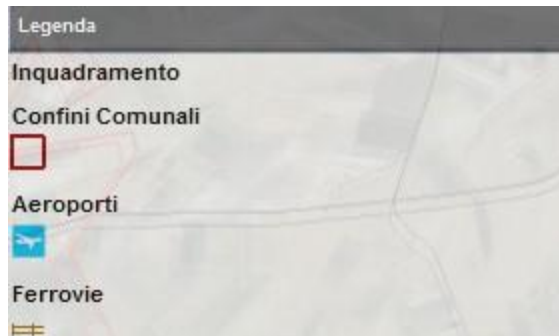 Legenda
Inquadramento
Confini Comunali
Aeroporti
Ferrovie